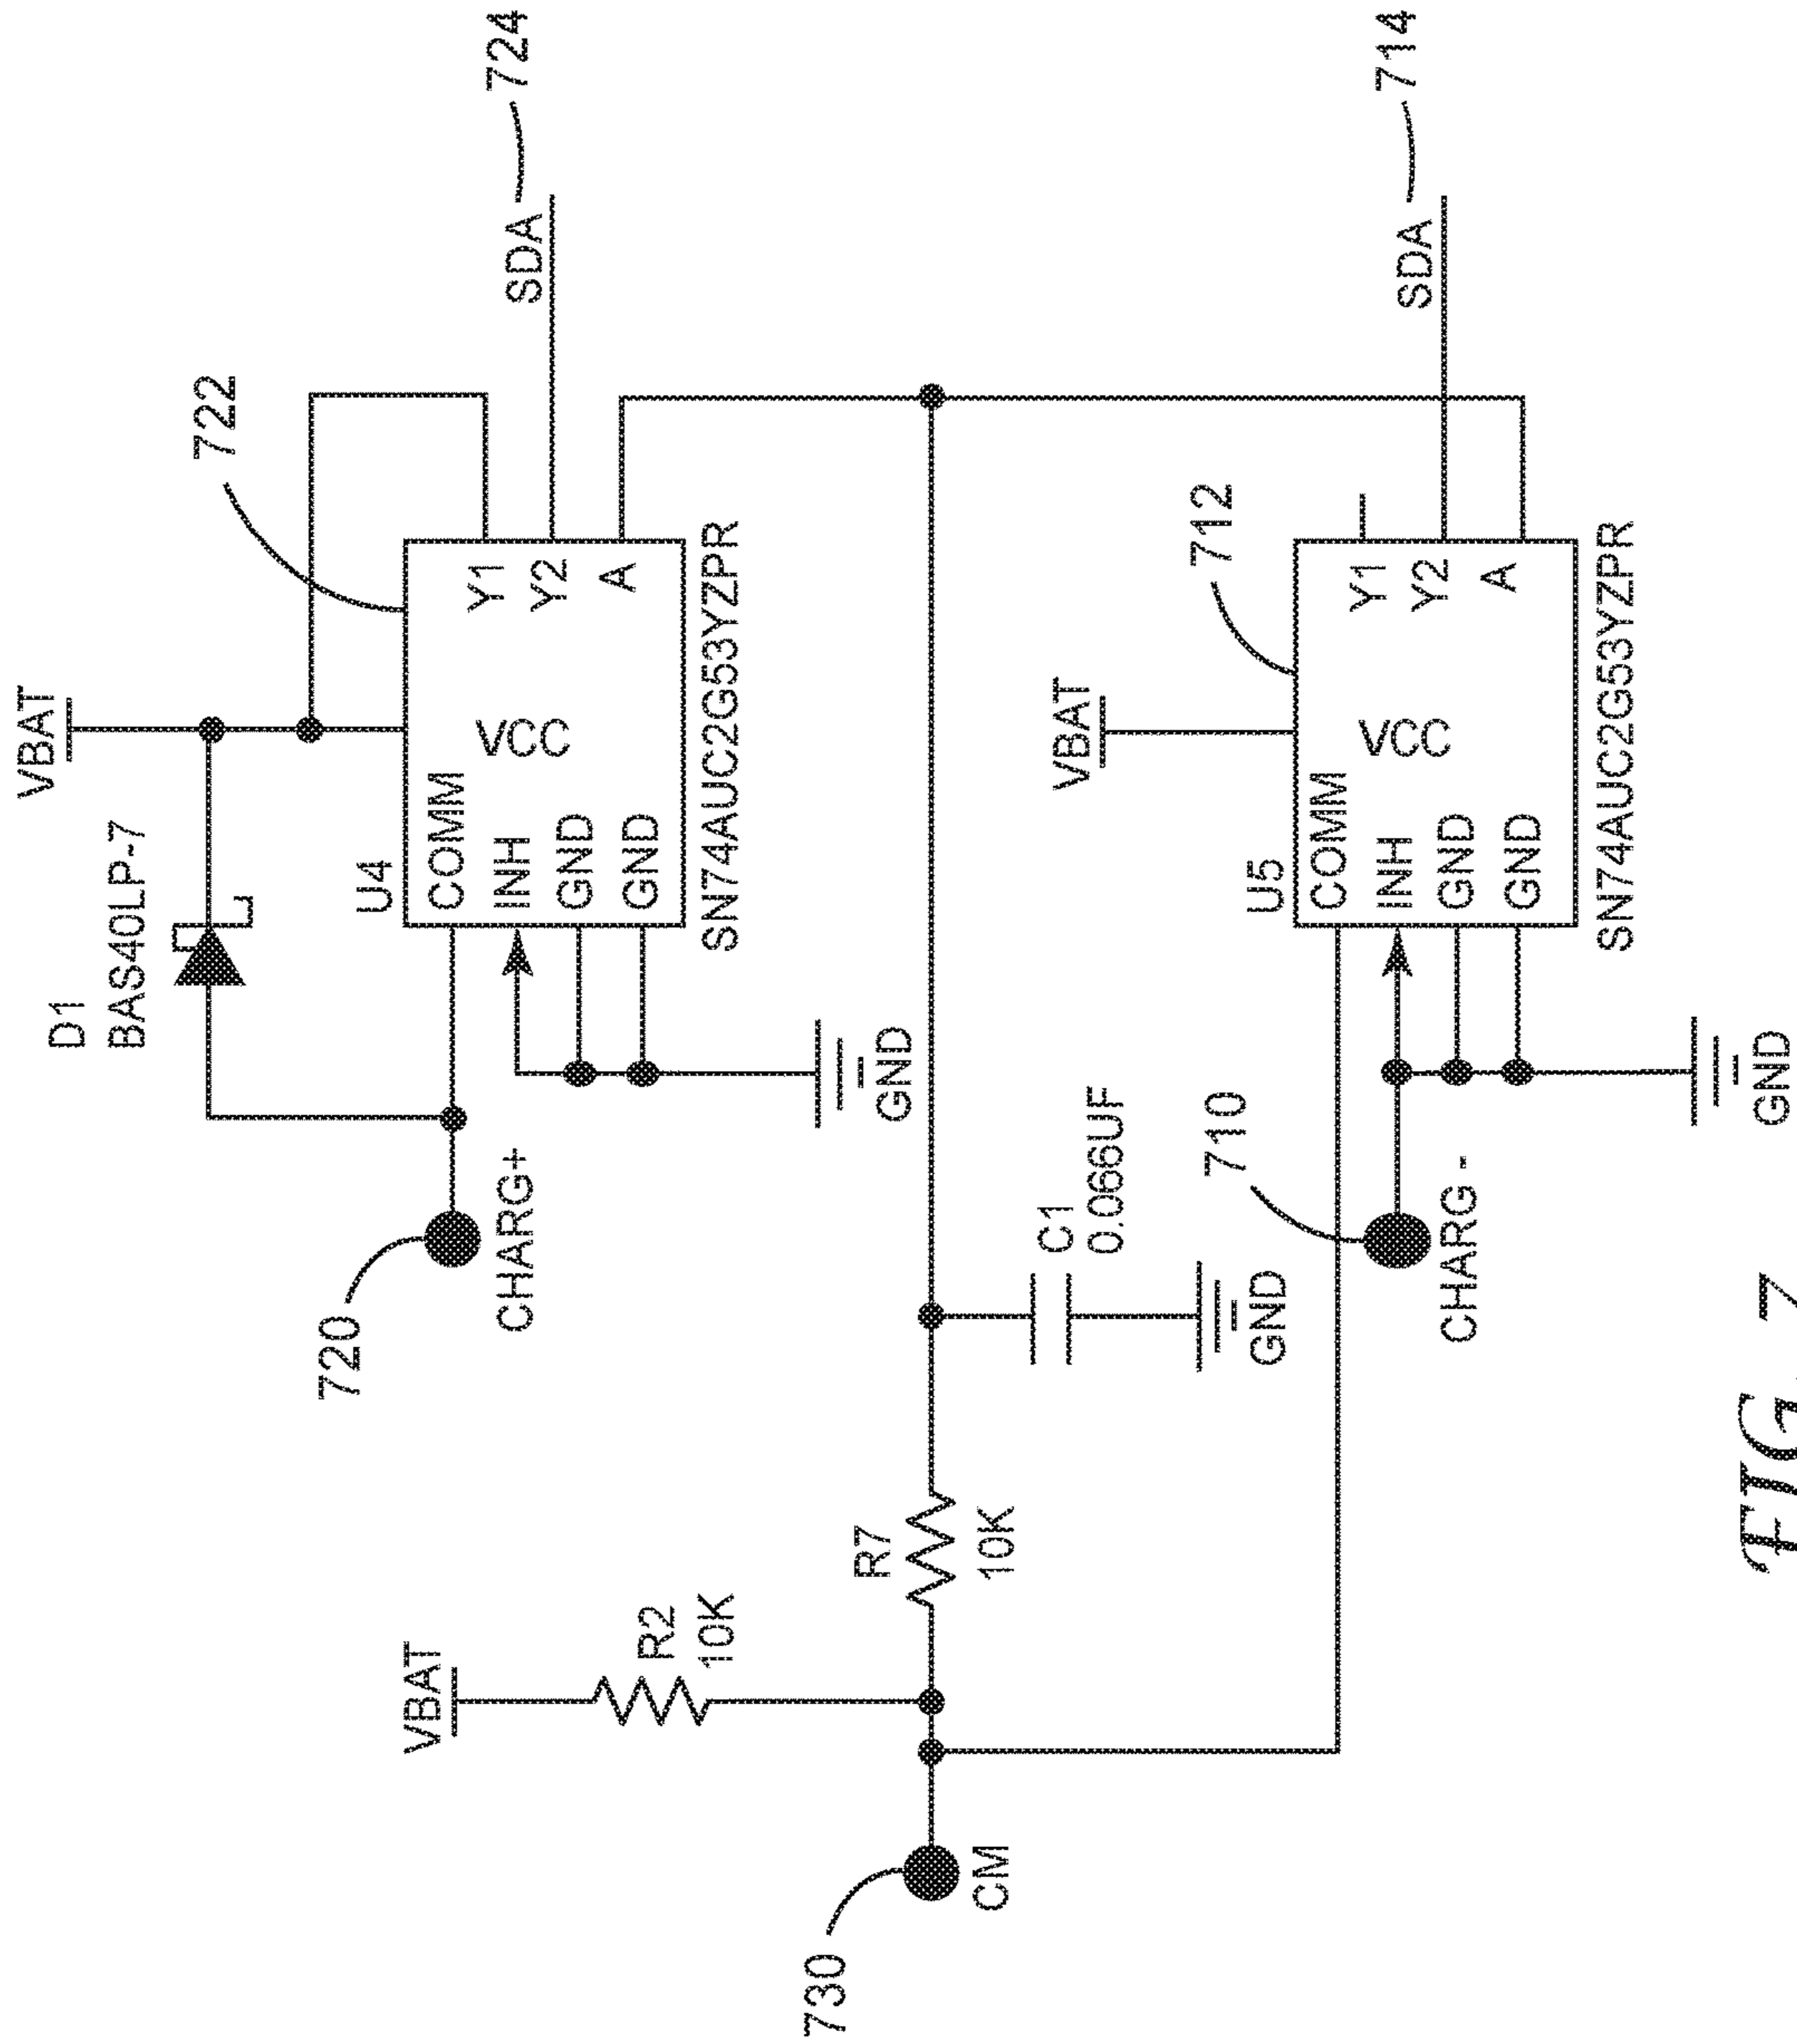 VBAT
D1
BAS40LP-7
722
724
SDA
U4
COMM
INH
GND
GND
VCC
Y1
Y2
A
SN74AUC2G53YZPR
720
CHARG+
GND
VBAT
R2
10K
R7
10K
730
CM
C1
0.066UF
GND
VBAT
712
714
SDA
U5
COMM
INH
GND
GND
VCC
Y1
Y2
A
SN74AUC2G53YZPR
710
CHARG -
GND
FIG. 7